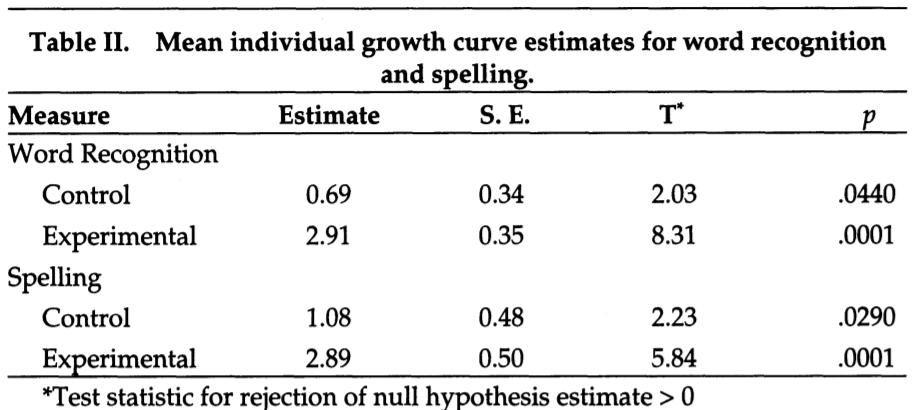 Table II. Mean individual growth curve estimates for word recognition
and spelling.
Measure Estimate S. E. T* p
Word Recognition
Control 0.69 0.34 2.03 .0440
Experimental 2.91 0.35 8.31 .0001
Spelling
Control 1.08 0.48 2.23 .0290
Experimental 2.89 0.50 5.84 .0001
*Test statistic for rejection of null hypothesis estimate > 0